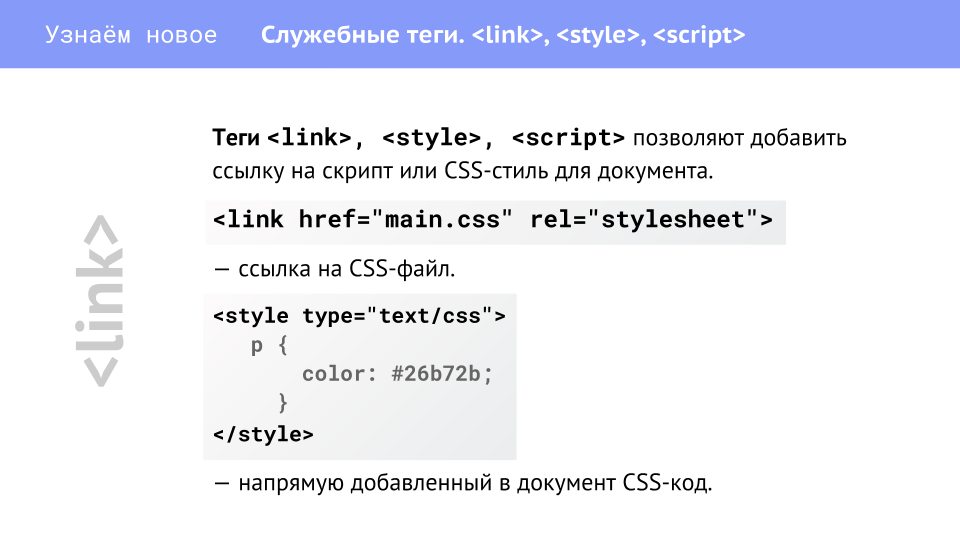 Узнаём новое Служебные теги. <link>, <style>, <script>
Теги <link>, <style>, <script> позволяют добавить
ссылку на скрипт или CSS-стиль для документа.
<link>
<link href="main.css" rel="stylesheet">
— ссылка на CSS-файл.
<style type="text/css">
p {
color: #26b72b;
}
</style>
— напрямую добавленный в документ CSS-код.